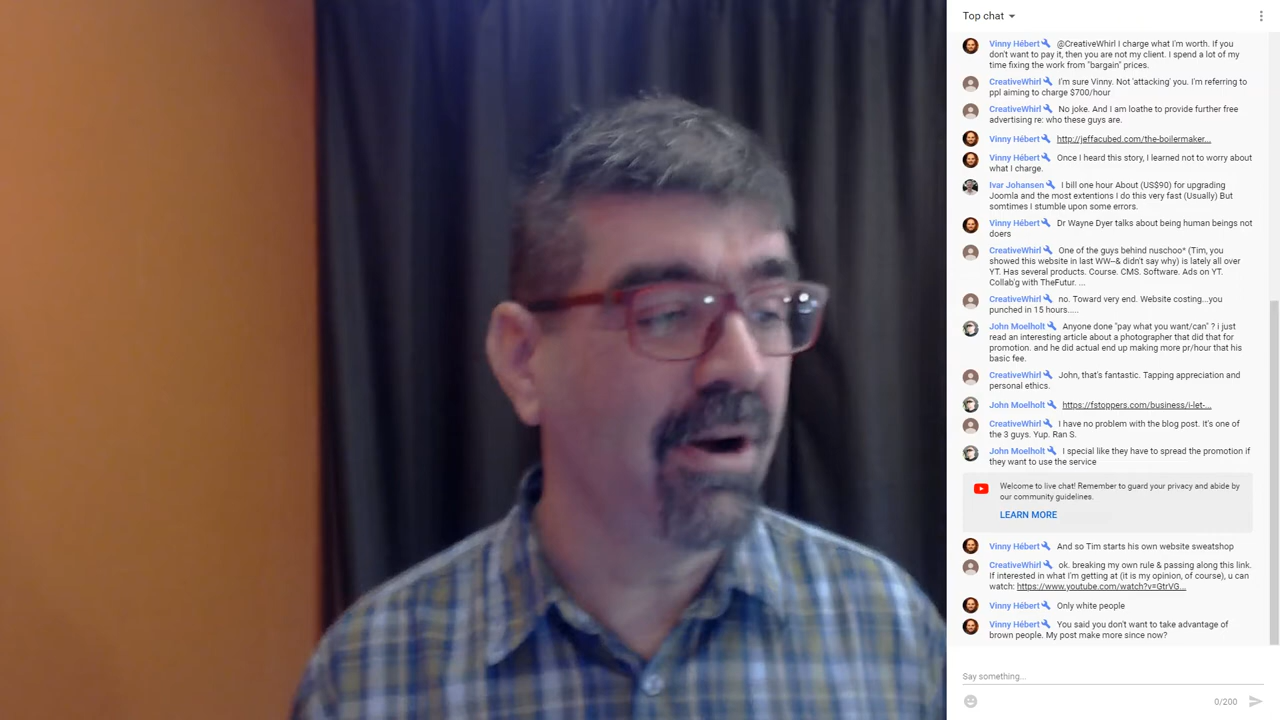 Top chat
Vinny Hébert @CreativeWhirl I charge what I'm worth. If you
don't want to pay it, then you are not my client. I spend a lot of my
time fixing the work from "bargain" prices.
CreativeWhirl I'm sure Vinny. Not 'attacking' you. I'm referring to
ppl aiming to charge $700/hour
CreativeWhirl No joke. And I am loathe to provide further free
advertising re: who these guys are.
Vinny Hébert http://jeffacubed.com/the-boilermaker...
Vinny Hébert Once I heard this story, I learned not to worry about
what I charge.
Ivar Johansen I bill one hour About (US$90) for upgrading
Joomla and the most extentions I do this very fast (Usually) But
somtimes I stumble upon some errors.
Vinny Hébert Dr Wayne Dyer talks about being human beings not
doers
CreativeWhirl One of the guys behind nuschoo* (Tim, you
showed this website in last WW--& didn't say why) is lately all over
YT. Has several products. Course. CMS. Software. Ads on YT.
Collab'g with TheFutur. ...
CreativeWhirl no. Toward very end. Website costing...you
punched in 15 hours.....
John Moelholt Anyone done "pay what you want/can" ? i just
read an interesting article about a photographer that did that for
promotion. and he did actual end up making more pr/hour that his
basic fee.
CreativeWhirl John, that's fantastic. Tapping appreciation and
personal ethics.
John Moelholt https://fstoppers.com/business/i-let-...
CreativeWhirl I have no problem with the blog post. It's one of
the 3 guys. Yup. Ran S.
John Moelholt I special like they have to spread the promotion if
they want to use the service
Welcome to live chat! Remember to guard your privacy and abide by
our community guidelines.
LEARN MORE
Vinny Hébert And so Tim starts his own website sweatshop
CreativeWhirl ok. breaking my own rule & passing along this link.
If interested in what I'm getting at (it is my opinion, of course), u can
watch: https://www.youtube.com/watch?v=GtrVG...
Vinny Hébert Only white people
Vinny Hébert You said you don't want to take advantage of
brown people. My post make more since now?
Say something...
0/200